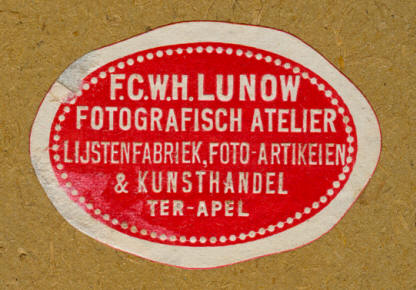 F.C.W.H. LUNOW
FOTOGRAFISCH ATELIER
LIJSTENFABRIEK, FOTO-ARTIKELEN
& KUNSTHANDEL
TER-APEL